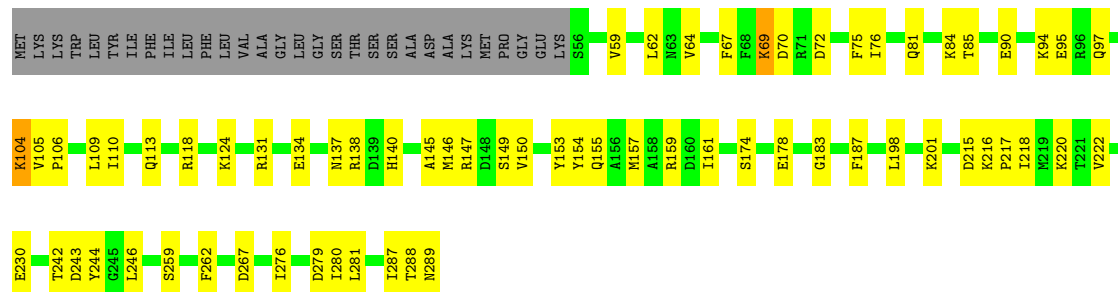 MET LYS LYS TRP LEU TYR ILE PHE ILE LEU PHE LEU VAL ALA GLY LEU GLY SER THR SER SER ALA ASP ALA LYS MET PRO GLY GLU LYS S56 V59 L62 N63 V64 F67 F68 K69 D70 R71 D72 F75 I76 Q81 K84 T85 E90 K94 E95 R96 Q97
K104 V105 P106 L109 I110 Q113 R118 K124 R131 E134 N137 R138 D139 H140 A145 M146 R147 D148 S149 V150 Y153 Y154 Q155 A156 M157 A158 R159 D160 I161 S174 E178 G183 F187 L198 K201 D215 K216 P217 I218 M219 K220 T221 V222
E230 T242 D243 Y244 G245 L246 S259 F262 D267 I276 D279 I280 L281 I287 T288 N289